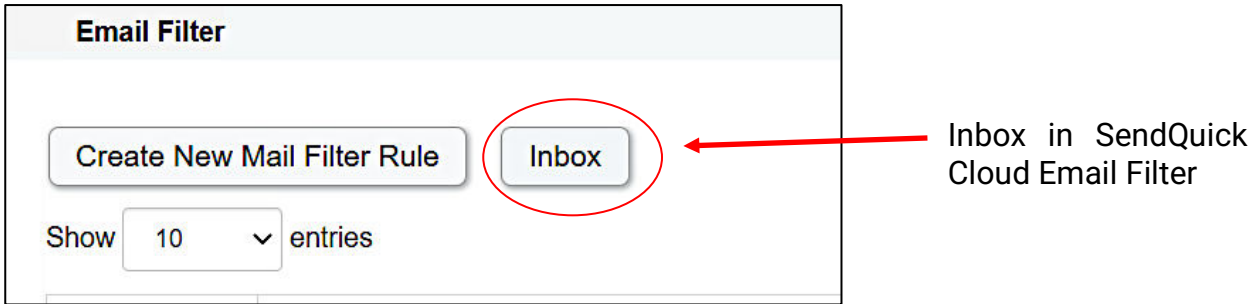 Email Filter
Create New Mail Filter Rule Inbox
Show 10 entries
Inbox in SendQuick
Cloud Email Filter